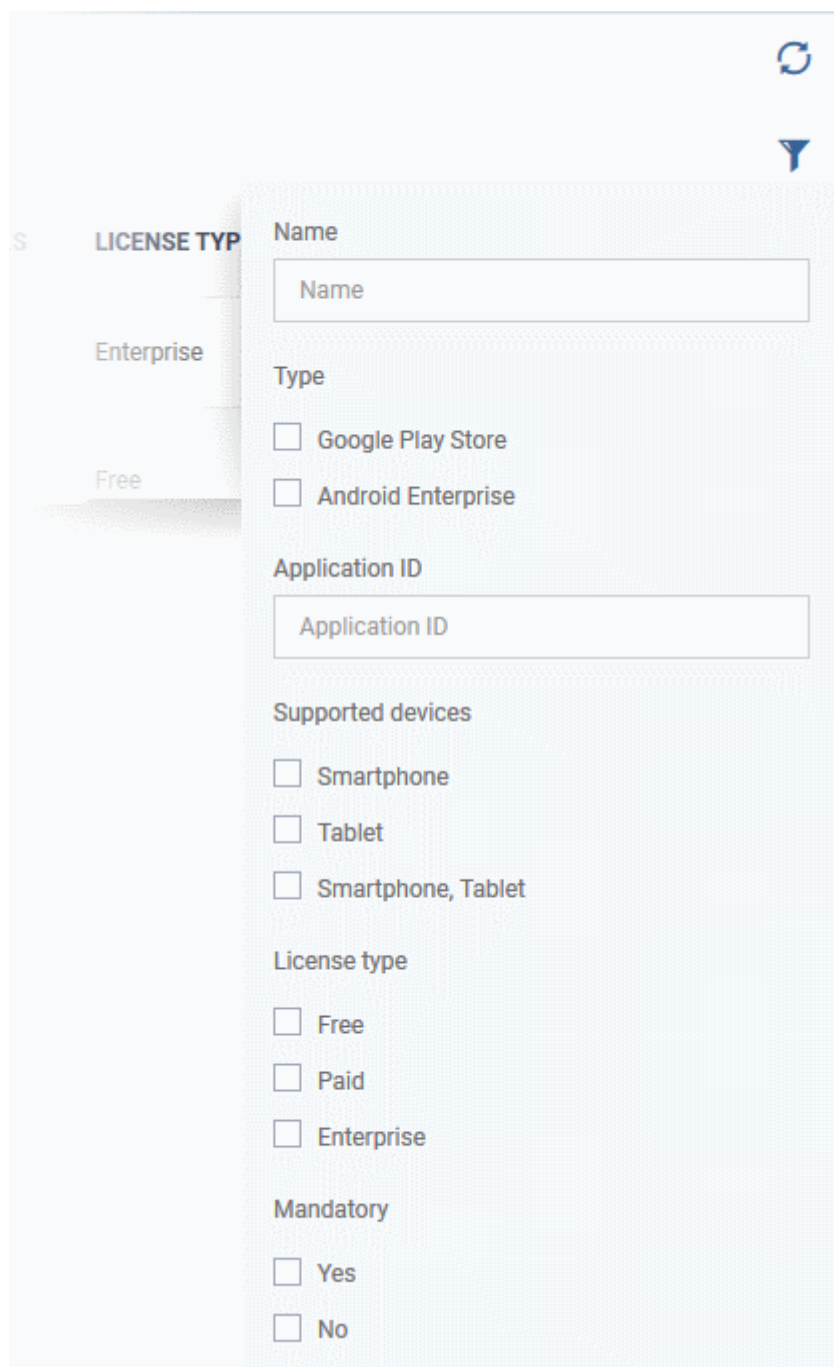 S
LICENSE TYP
Enterprise
Free
Name
Name
Type
Google Play Store
Android Enterprise
Application ID
Application ID
Supported devices
Smartphone
Tablet
Smartphone, Tablet
License type
Free
Paid
Enterprise
Mandatory
Yes
No